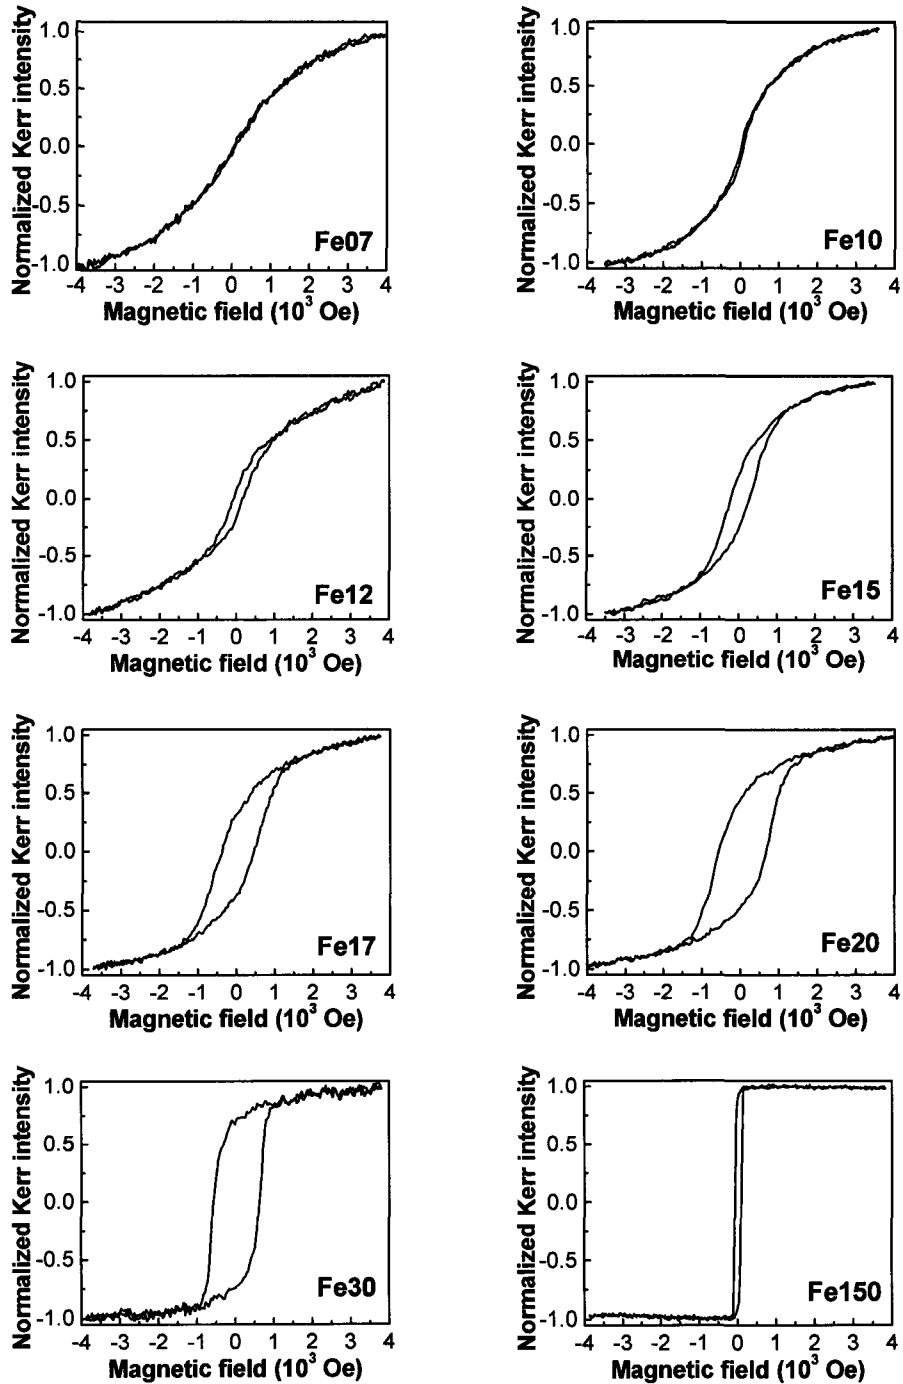 Normalized Kerr intensity
1.0
0.5
0.0
-0.5
-1.0
Fe07
-4 -3 -2 -1 0 1 2 3 4
Magnetic field (10³ Oe)
Normalized Kerr intensity
1.0
0.5
0.0
-0.5
-1.0
Fe10
-4 -3 -2 -1 0 1 2 3 4
Magnetic field (10³ Oe)
Normalized Kerr intensity
1.0
0.5
0.0
-0.5
-1.0
Fe12
-4 -3 -2 -1 0 1 2 3 4
Magnetic field (10³ Oe)
Normalized Kerr intensity
1.0
0.5
0.0
-0.5
-1.0
Fe15
-4 -3 -2 -1 0 1 2 3 4
Magnetic field (10³ Oe)
Normalized Kerr intensity
1.0
0.5
0.0
-0.5
-1.0
Fe17
-4 -3 -2 -1 0 1 2 3 4
Magnetic field (10³ Oe)
Normalized Kerr intensity
1.0
0.5
0.0
-0.5
-1.0
Fe20
-4 -3 -2 -1 0 1 2 3 4
Magnetic field (10³ Oe)
Normalized Kerr intensity
1.0
0.5
0.0
-0.5
-1.0
Fe30
-4 -3 -2 -1 0 1 2 3 4
Magnetic field (10³ Oe)
Normalized Kerr intensity
1.0
0.5
0.0
-0.5
-1.0
Fe150
-4 -3 -2 -1 0 1 2 3 4
Magnetic field (10³ Oe)